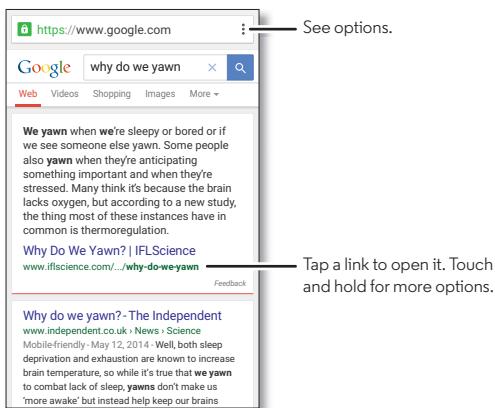 https://www.google.com
See options.
Google why do we yawn ×
Web Videos Shopping Images More
We yawn when we're sleepy or bored or if
we see someone else yawn. Some people
also yawn when they're anticipating
something important and when they're
stressed. Many think it's because the brain
lacks oxygen, but according to a new study,
the thing most of these instances have in
common is thermoregulation.
Why Do We Yawn? | IFLScience
www.iflscience.com/.../why-do-we-yawn
Tap a link to open it. Touch
and hold for more options.
Feedback
Why do we yawn? - The Independent
www.independent.co.uk › News › Science
Mobile-friendly - May 12, 2014 - Well, both sleep
deprivation and exhaustion are known to increase
brain temperature, so while it's true that we yawn
to combat lack of sleep, yawns don't make us
'more awake' but instead help keep our brains